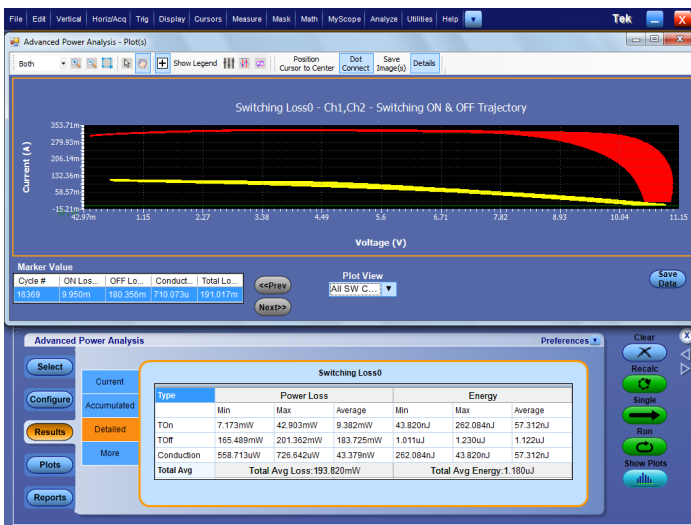 File Edit Vertical Horiz/Acq Trig Display Cursors Measure Mask Math MyScope Analyze Utilities Help Tek
Advanced Power Analysis - Plot(s)
Both Show Legend Position Cursor to Center Dot Connect Save Image(s) Details
Switching Loss0 - Ch1,Ch2 - Switching ON & OFF Trajectory
Current (A)
353.71m
279.93m
206.14m
132.36m
58.57m
-15.21m
42.97m 1.15 2.27 3.38 4.49 5.6 6.71 7.82 8.93 10.04 11.15
Voltage (V)
Marker Value
Cycle # ON Los... OFF Lo... Conduct... Total Lo...
16369 9.950m 180.356m 710.073u 191.017m
<<Prev
Next>>
Plot View
All SW C...
Save Data
Advanced Power Analysis Preferences
Select
Configure
Results
Plots
Reports
Current
Accumulated
Detailed
More
Switching Loss0
Type Power Loss Energy
Min Max Average Min Max Average
TOn 7.173mW 42.903mW 9.382mW 43.820nJ 262.084nJ 57.312nJ
TOff 165.489mW 201.362mW 183.725mW 1.011uJ 1.230uJ 1.122uJ
Conduction 558.713uW 726.642uW 43.379nW 262.084nJ 43.820nJ 57.312nJ
Total Avg Total Avg Loss:193.820mW Total Avg Energy:1.180uJ
Clear
X
Recalc
Single
Run
Show Plots